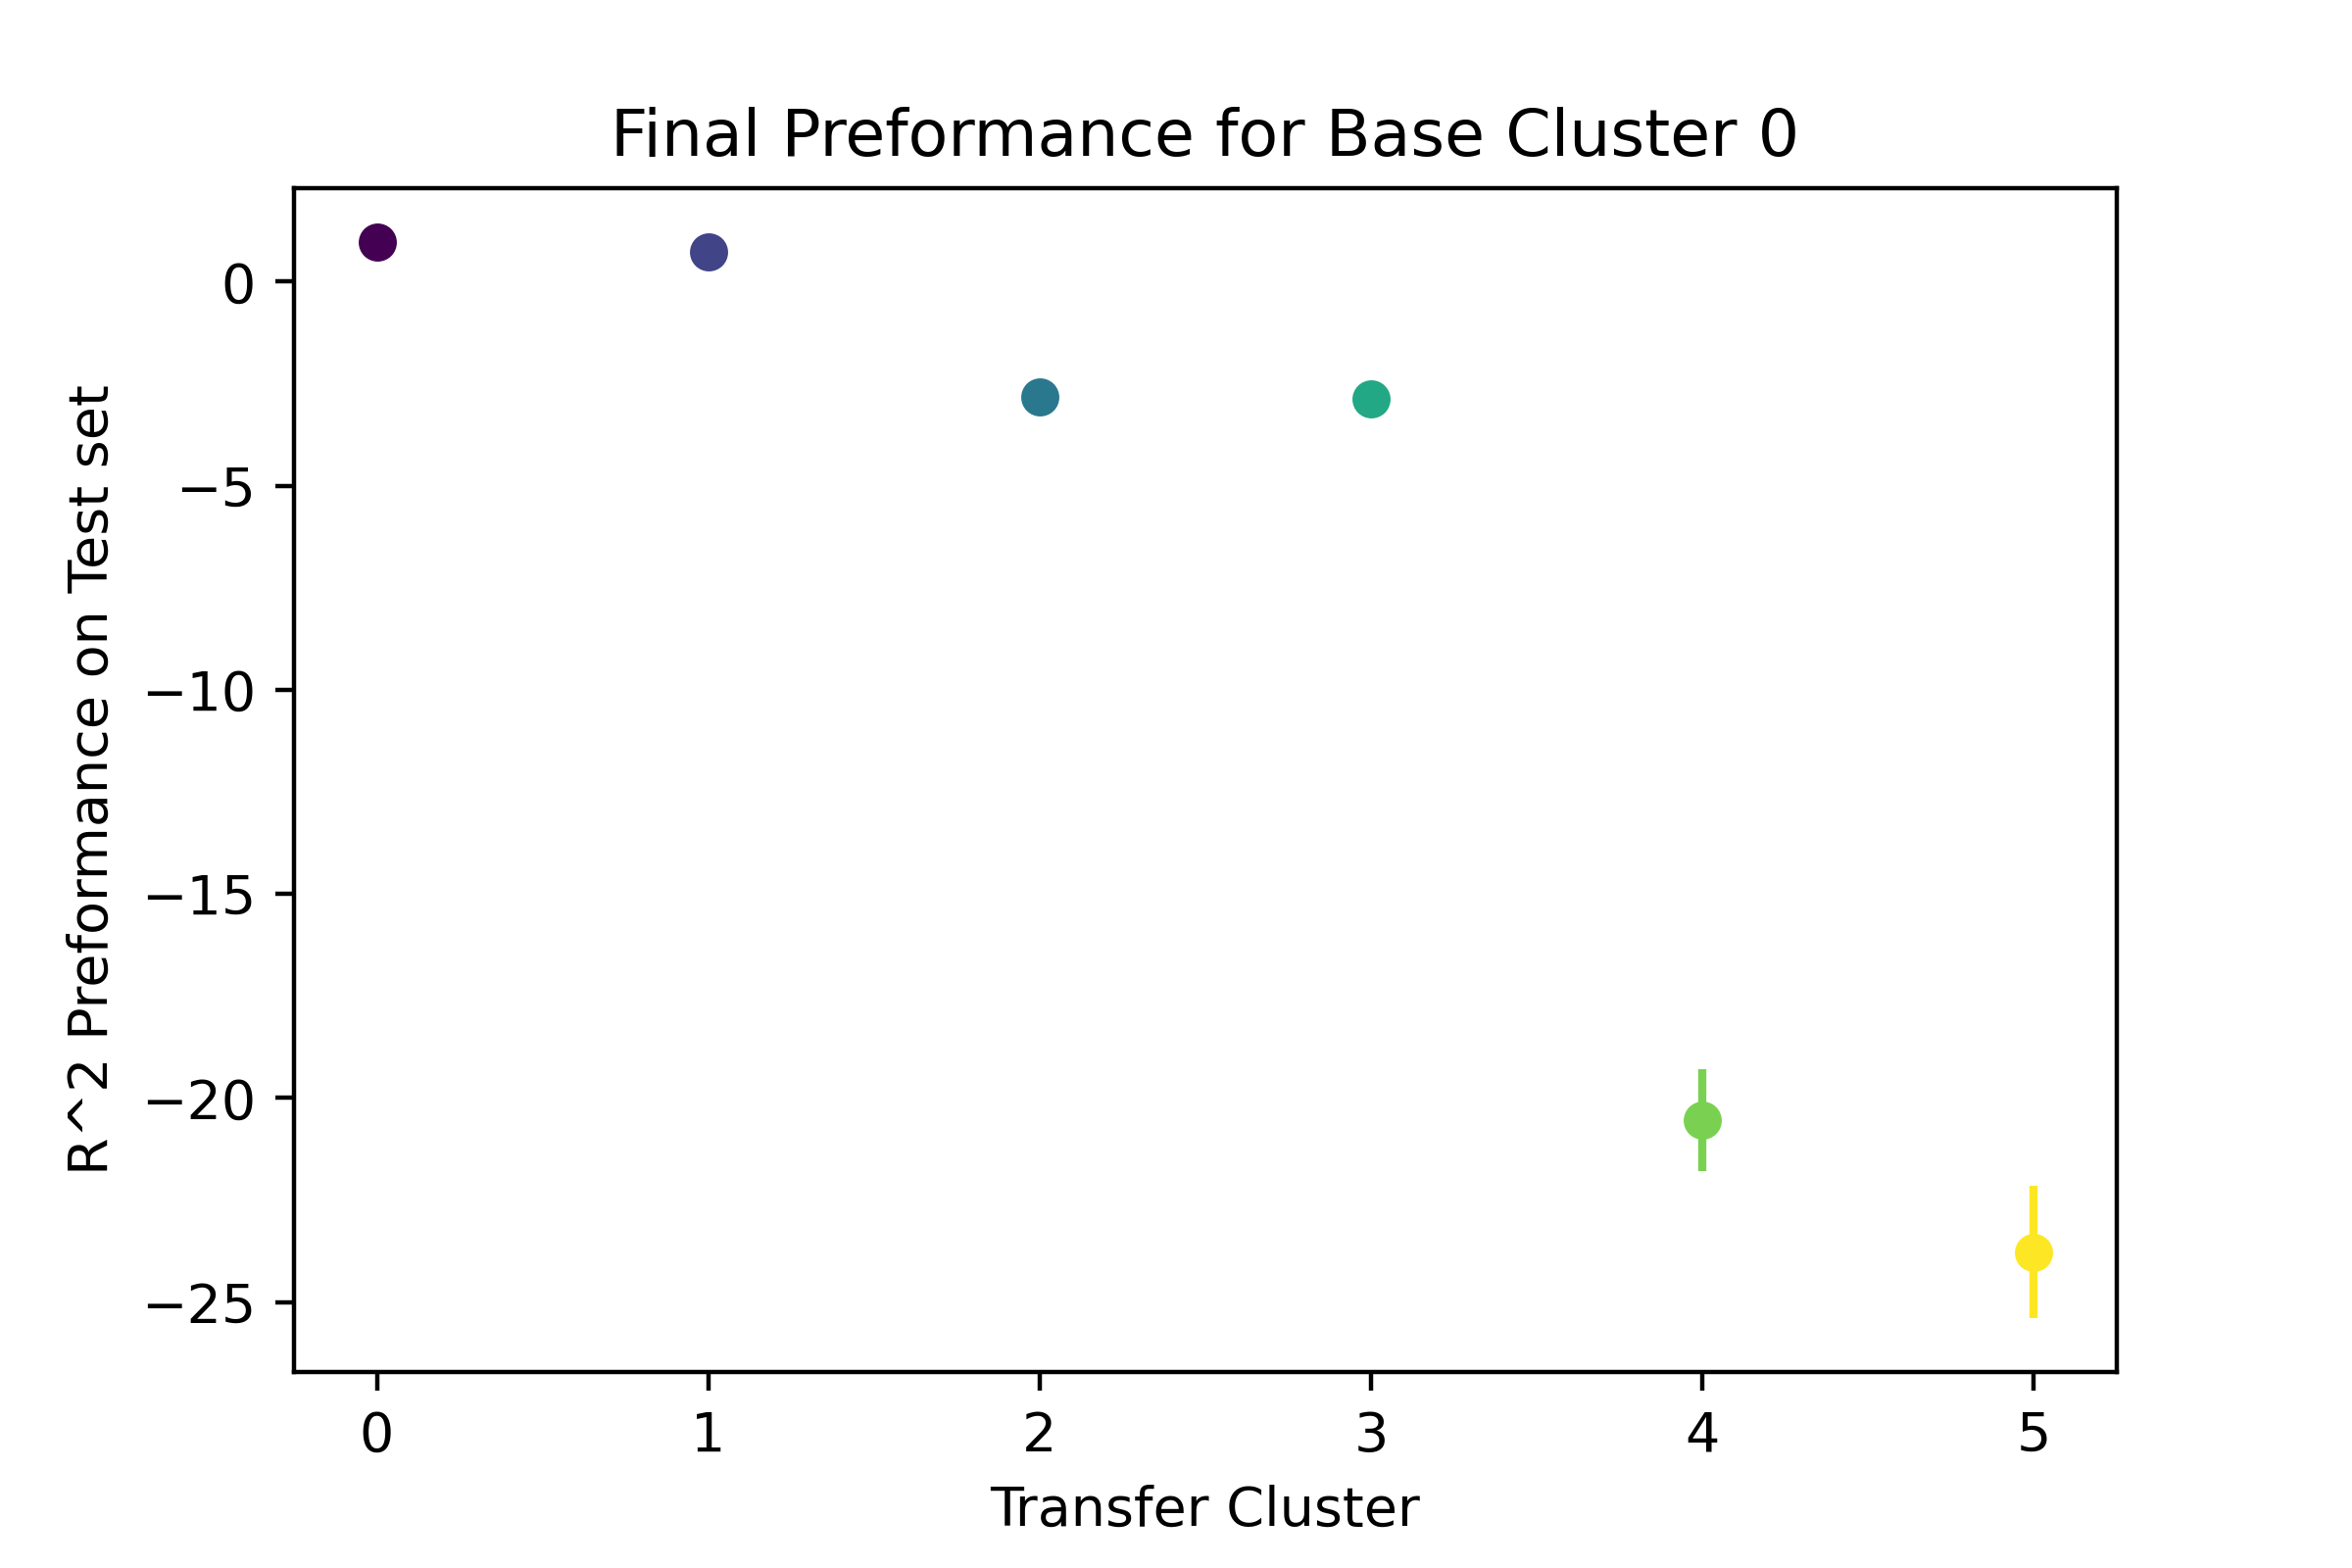 Final Preformance for Base Cluster 0
R^2 Preformance on Test set
0
−5
−10
−15
−20
−25
0 1 2 3 4 5
Transfer Cluster